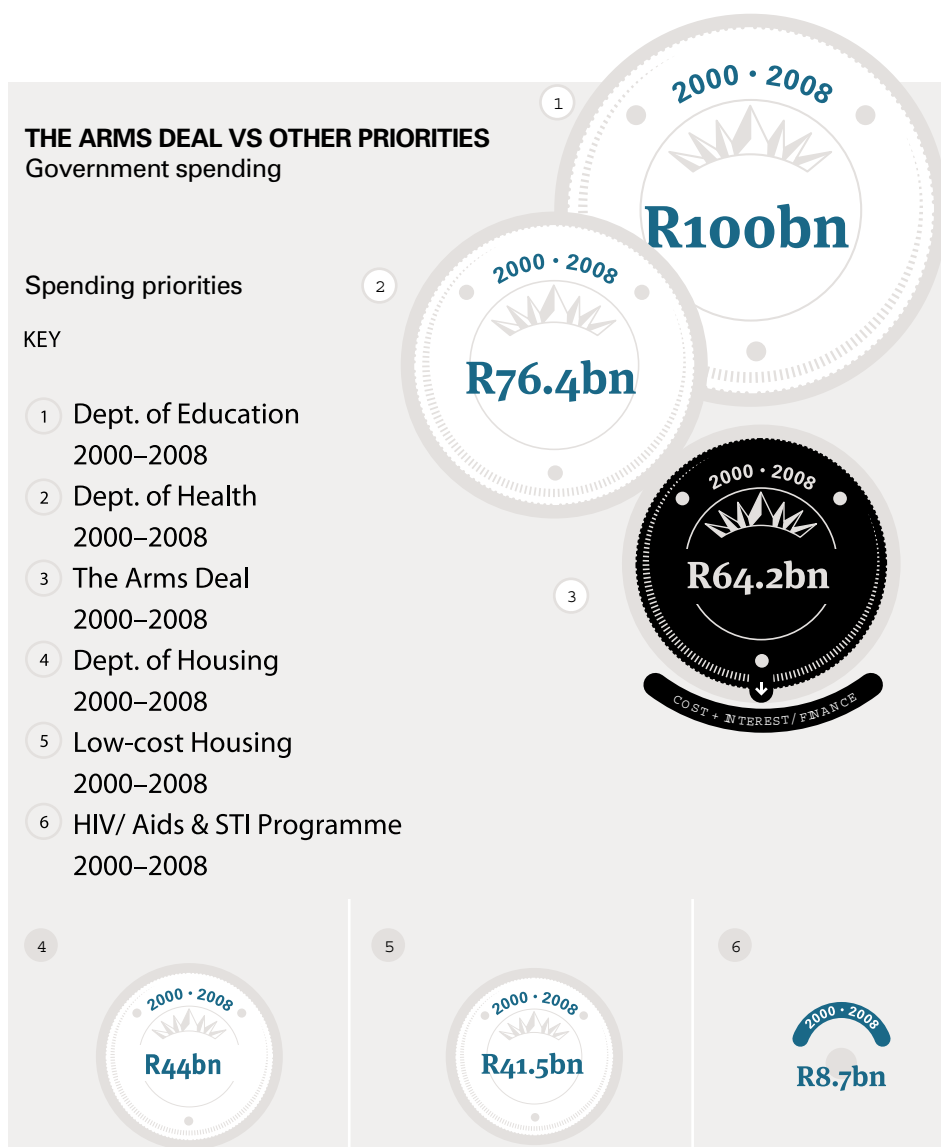 THE ARMS DEAL VS OTHER PRIORITIES
Government spending
1
2000 · 2008
R100bn
Spending priorities
2
2000 · 2008
R76.4bn
KEY
1 Dept. of Education
2000–2008
2 Dept. of Health
2000–2008
3 The Arms Deal
2000–2008
4 Dept. of Housing
2000–2008
5 Low-cost Housing
2000–2008
6 HIV/ Aids & STI Programme
2000–2008
3
2000 · 2008
R64.2bn
COST + INTEREST/FINANCE
4
2000 · 2008
R44bn
5
2000 · 2008
R41.5bn
6
2000 · 2008
R8.7bn